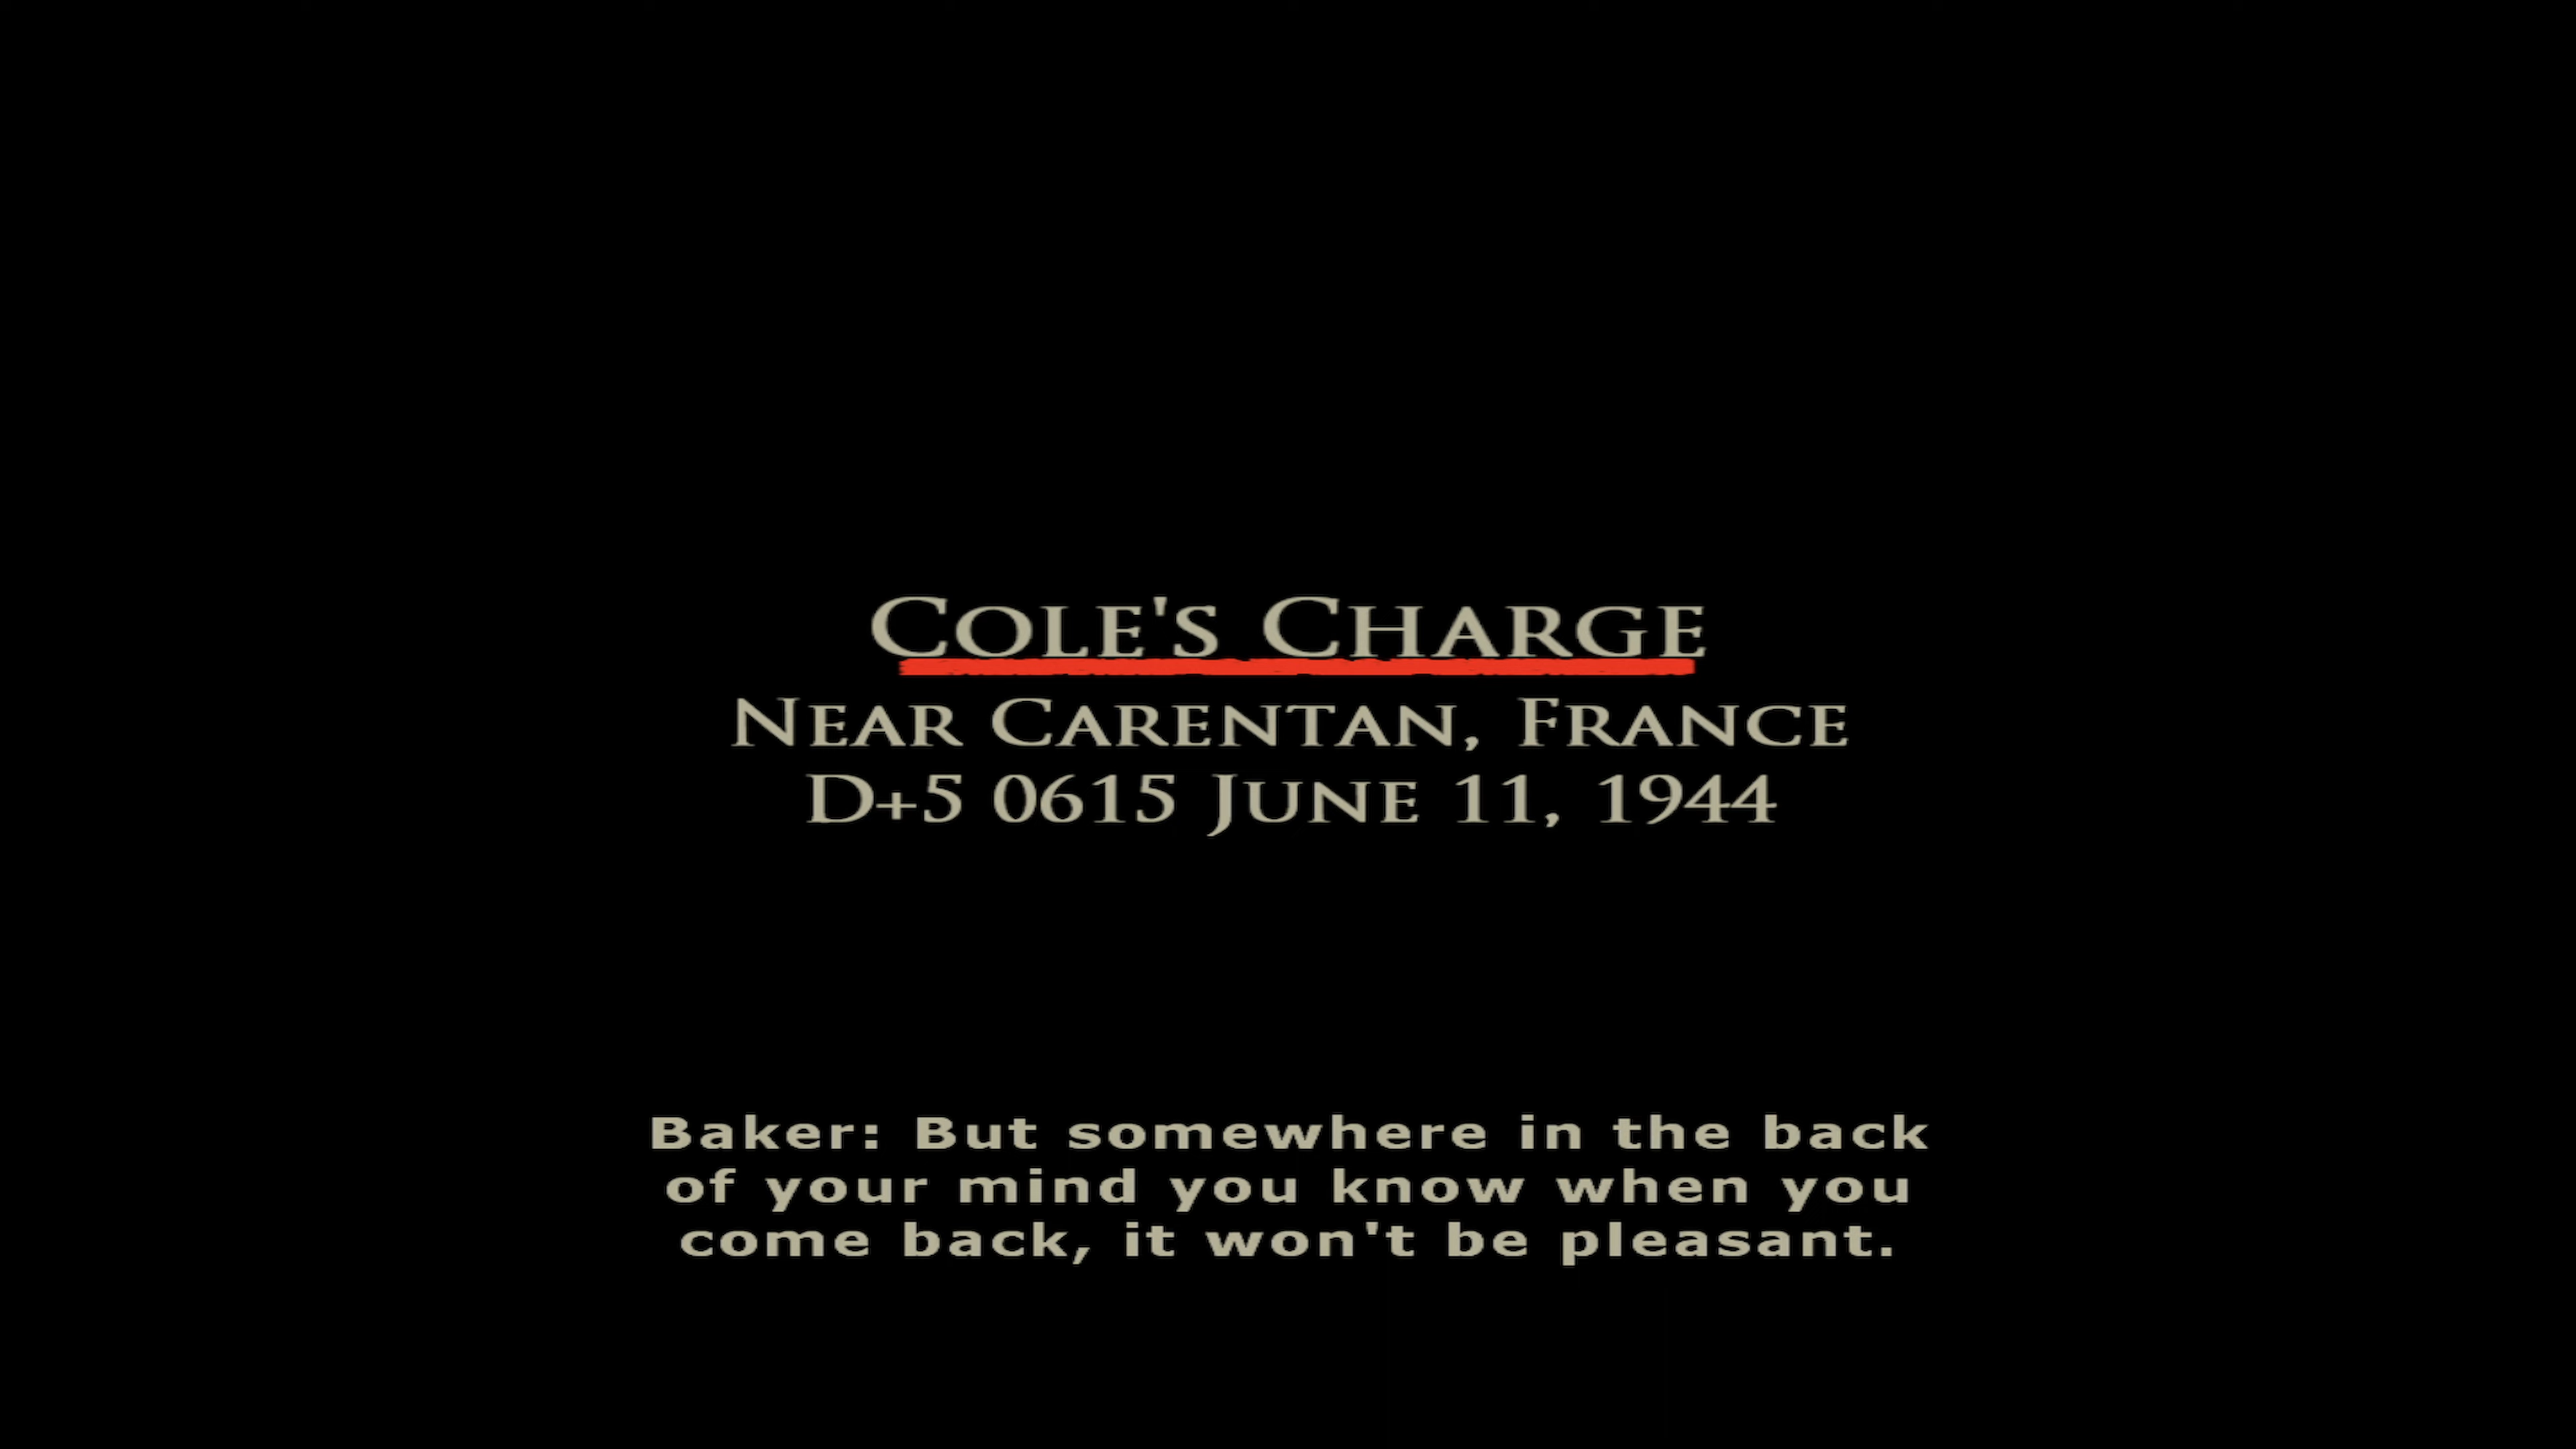 Cole's Charge
Near Carentan, France
D+5 0615 June 11, 1944
Baker: But somewhere in the back
of your mind you know when you
come back, it won't be pleasant.